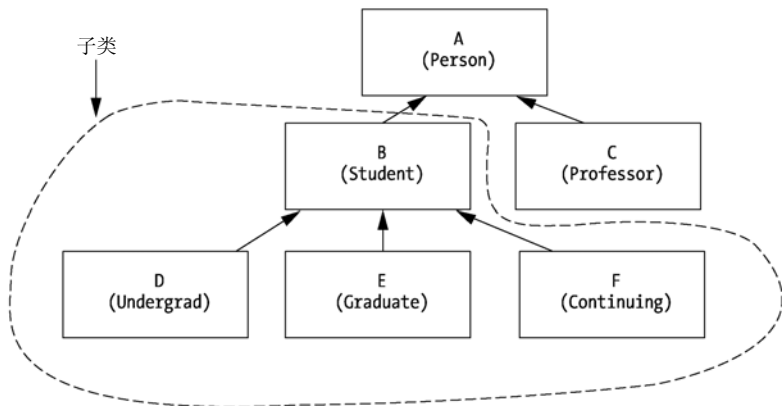 子类
A
(Person)
B
(Student)
C
(Professor)
D
(Undergrad)
E
(Graduate)
F
(Continuing)